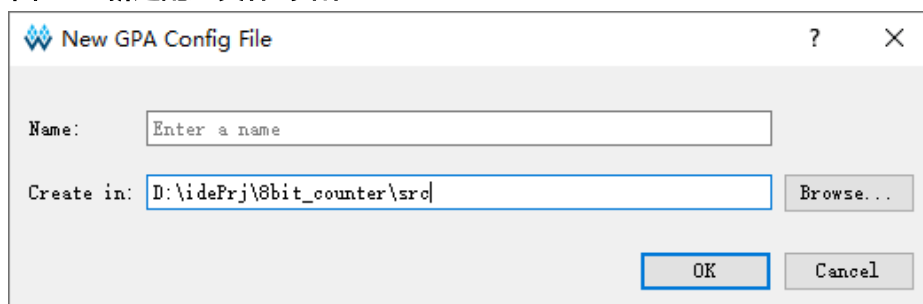 New GPA Config File
Name: Enter a name
Create in: D:\idePrj\8bit_counter\src Browse...
OK Cancel